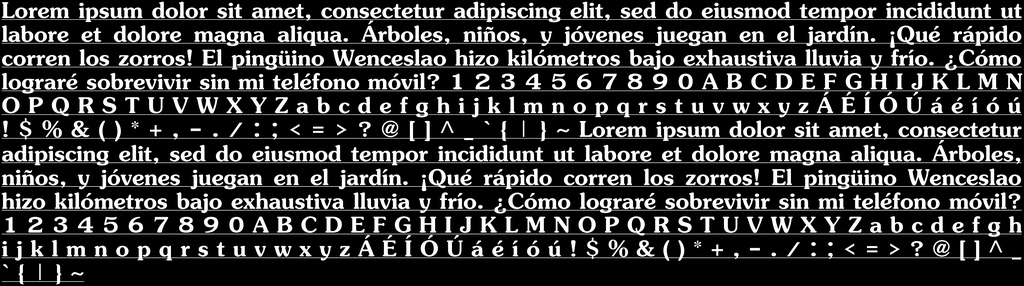 Lorem ipsum dolor sit amet, consectetur adipiscing elit, sed do eiusmod tempor incididunt ut
labore et dolore magna aliqua. Árboles, niños, y jóvenes juegan en el jardín. ¡Qué rápido
corren los zorros! El pingüino Wenceslao hizo kilómetros bajo exhaustiva lluvia y frío. ¿Cómo
lograré sobrevivir sin mi teléfono móvil? 1 2 3 4 5 6 7 8 9 0 A B C D E F G H I J K L M N
O P Q R S T U V W X Y Z a b c d e f g h i j k l m n o p q r s t u v w x y z Á É Í Ó Ú á é í ó ú
! $ % & ( ) * + , - . / : ; < = > ? @ [ ] ^ _ ` { | } ~ Lorem ipsum dolor sit amet, consectetur
adipiscing elit, sed do eiusmod tempor incididunt ut labore et dolore magna aliqua. Árboles,
niños, y jóvenes juegan en el jardín. ¡Qué rápido corren los zorros! El pingüino Wenceslao
hizo kilómetros bajo exhaustiva lluvia y frío. ¿Cómo lograré sobrevivir sin mi teléfono móvil?
1 2 3 4 5 6 7 8 9 0 A B C D E F G H I J K L M N O P Q R S T U V W X Y Z a b c d e f g h
i j k l m n o p q r s t u v w x y z Á É Í Ó Ú á é í ó ú ! $ % & ( ) * + , - . / : ; < = > ? @ [ ] ^ _
` { | } ~